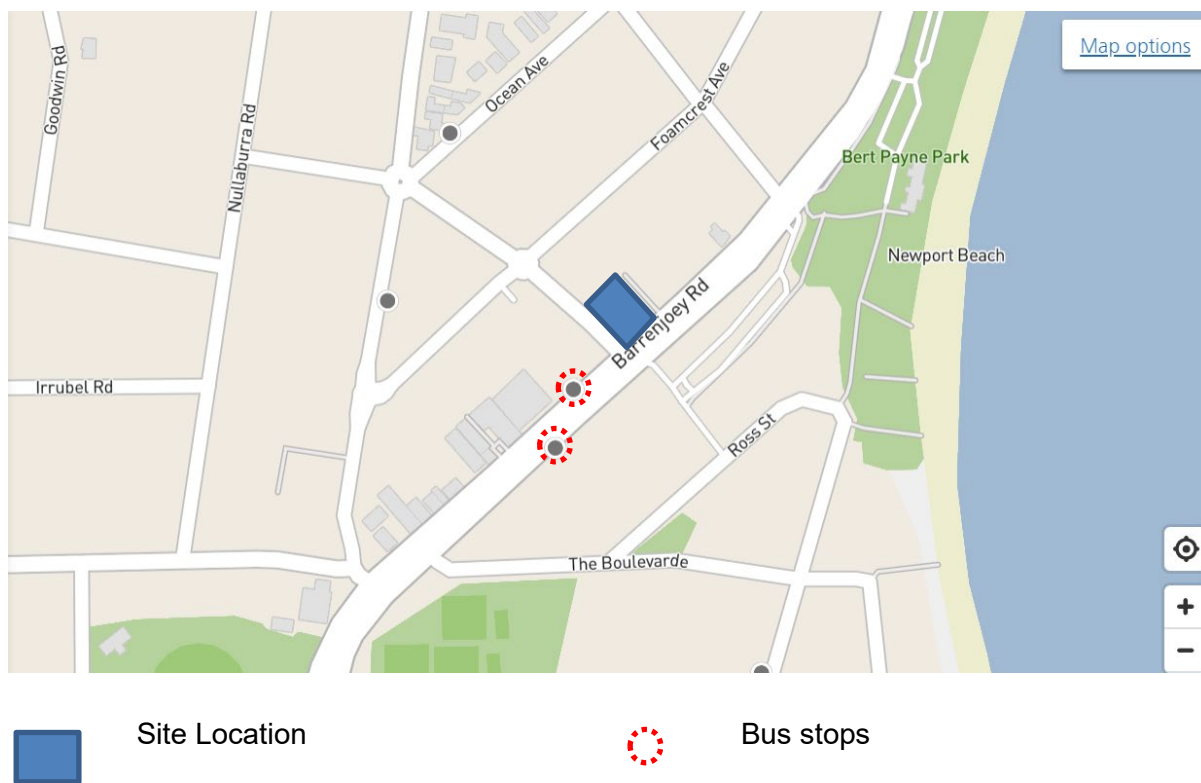 Map options
Goodwin Rd
Nullaburra Rd
Ocean Ave
Foamcrest Ave
Bert Payne Park
Newport Beach
Barrenjoey Rd
Irrubel Rd
Ross St
The Boulevarde
+
−
Site Location
Bus stops